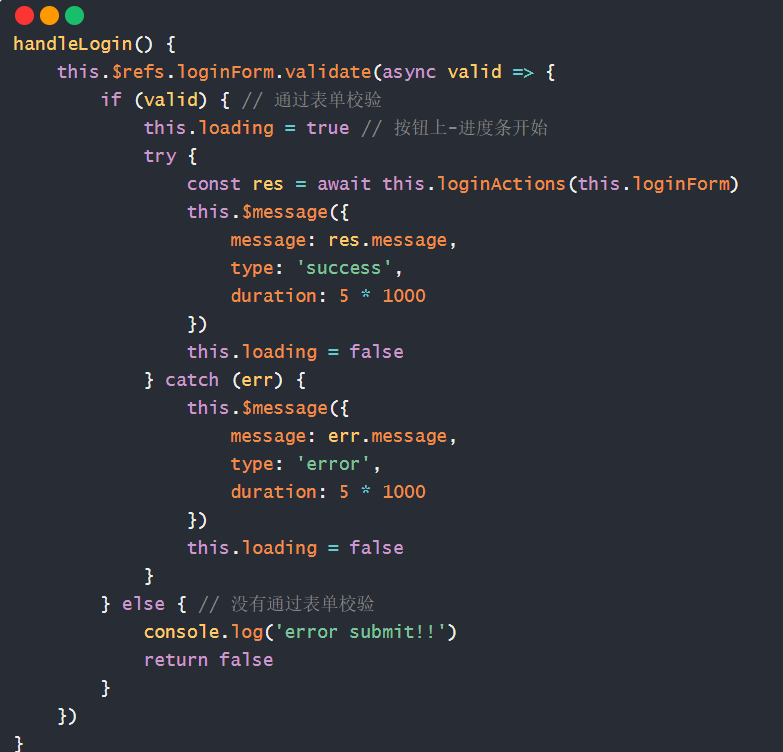 handleLogin() {
    this.$refs.loginForm.validate(async valid => {
        if (valid) { // 通过表单校验
            this.loading = true // 按钮上-进度条开始
            try {
                const res = await this.loginActions(this.loginForm)
                this.$message({
                    message: res.message,
                    type: 'success',
                    duration: 5 * 1000
                })
                this.loading = false
            } catch (err) {
                this.$message({
                    message: err.message,
                    type: 'error',
                    duration: 5 * 1000
                })
                this.loading = false
            }
        } else { // 没有通过表单校验
            console.log('error submit!!')
            return false
        }
    })
}